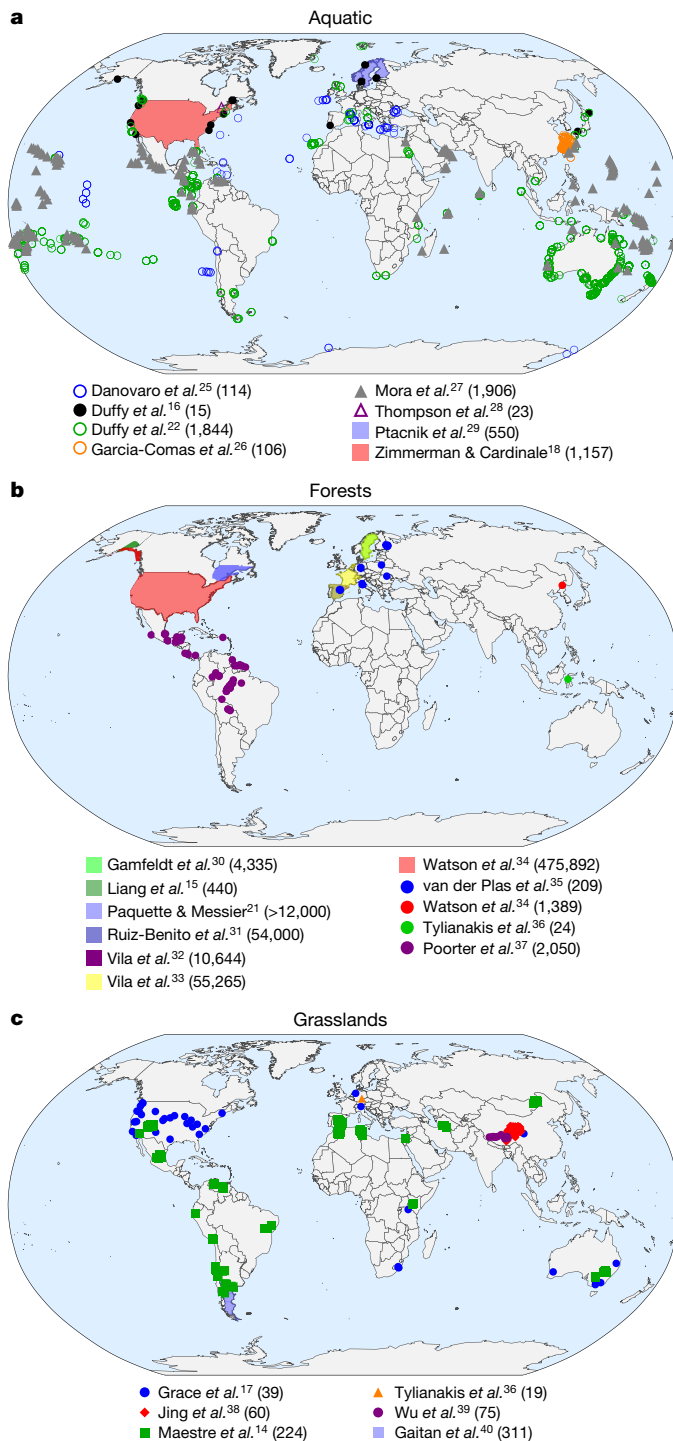 a
Aquatic
Danovaro et al.25 (114)
Duffy et al.16 (15)
Duffy et al.22 (1,844)
Garcia-Comas et al.26 (106)
Mora et al.27 (1,906)
Thompson et al.28 (23)
Ptacnik et al.29 (550)
Zimmerman & Cardinale18 (1,157)
b
Forests
Gamfeldt et al.30 (4,335)
Liang et al.15 (440)
Paquette & Messier21 (>12,000)
Ruiz-Benito et al.31 (54,000)
Vila et al.32 (10,644)
Vila et al.33 (55,265)
Watson et al.34 (475,892)
van der Plas et al.35 (209)
Watson et al.34 (1,389)
Tylianakis et al.36 (24)
Poorter et al.37 (2,050)
c
Grasslands
Grace et al.17 (39)
Jing et al.38 (60)
Maestre et al.14 (224)
Tylianakis et al.36 (19)
Wu et al.39 (75)
Gaitan et al.40 (311)